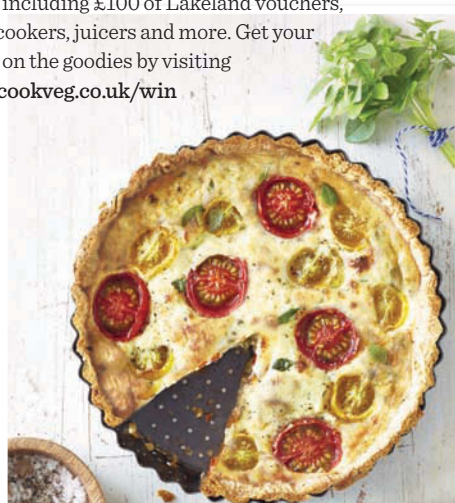 including £100 of Lakeland vouchers,
cookers, juicers and more. Get your
on the goodies by visiting
cookveg.co.uk/win